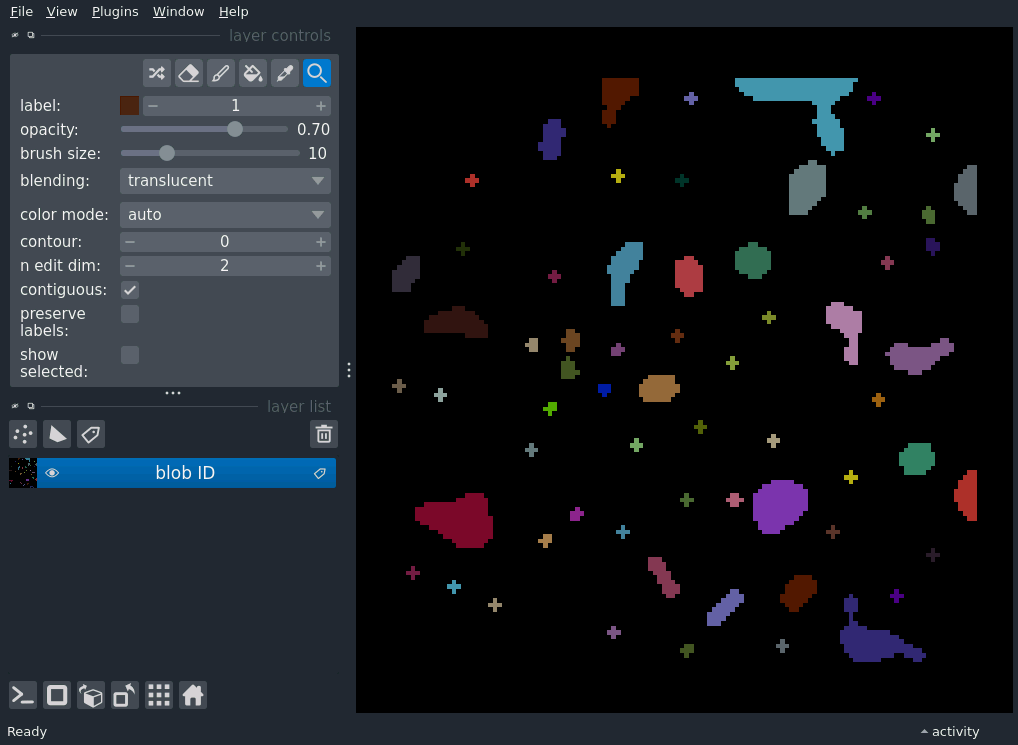 File View Plugins Window Help
layer controls
label: 1
opacity: 0.70
brush size: 10
blending: translucent
color mode: auto
contour: 0
n edit dim: 2
contiguous:
preserve
labels:
show
selected:
layer list
blob ID
Ready
activity